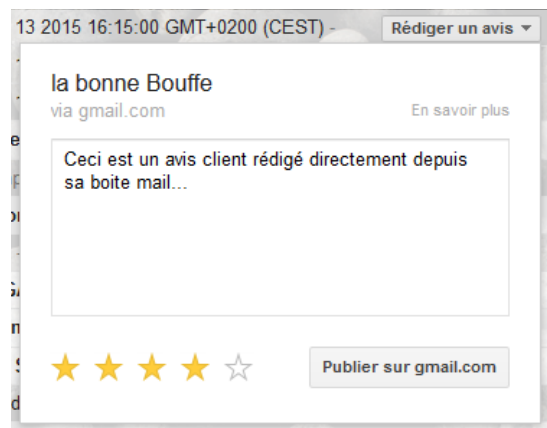 13 2015 16:15:00 GMT+0200 (CEST) - Rédiger un avis
la bonne Bouffe
via gmail.com En savoir plus
Ceci est un avis client rédigé directement depuis
sa boite mail...
Publier sur gmail.com